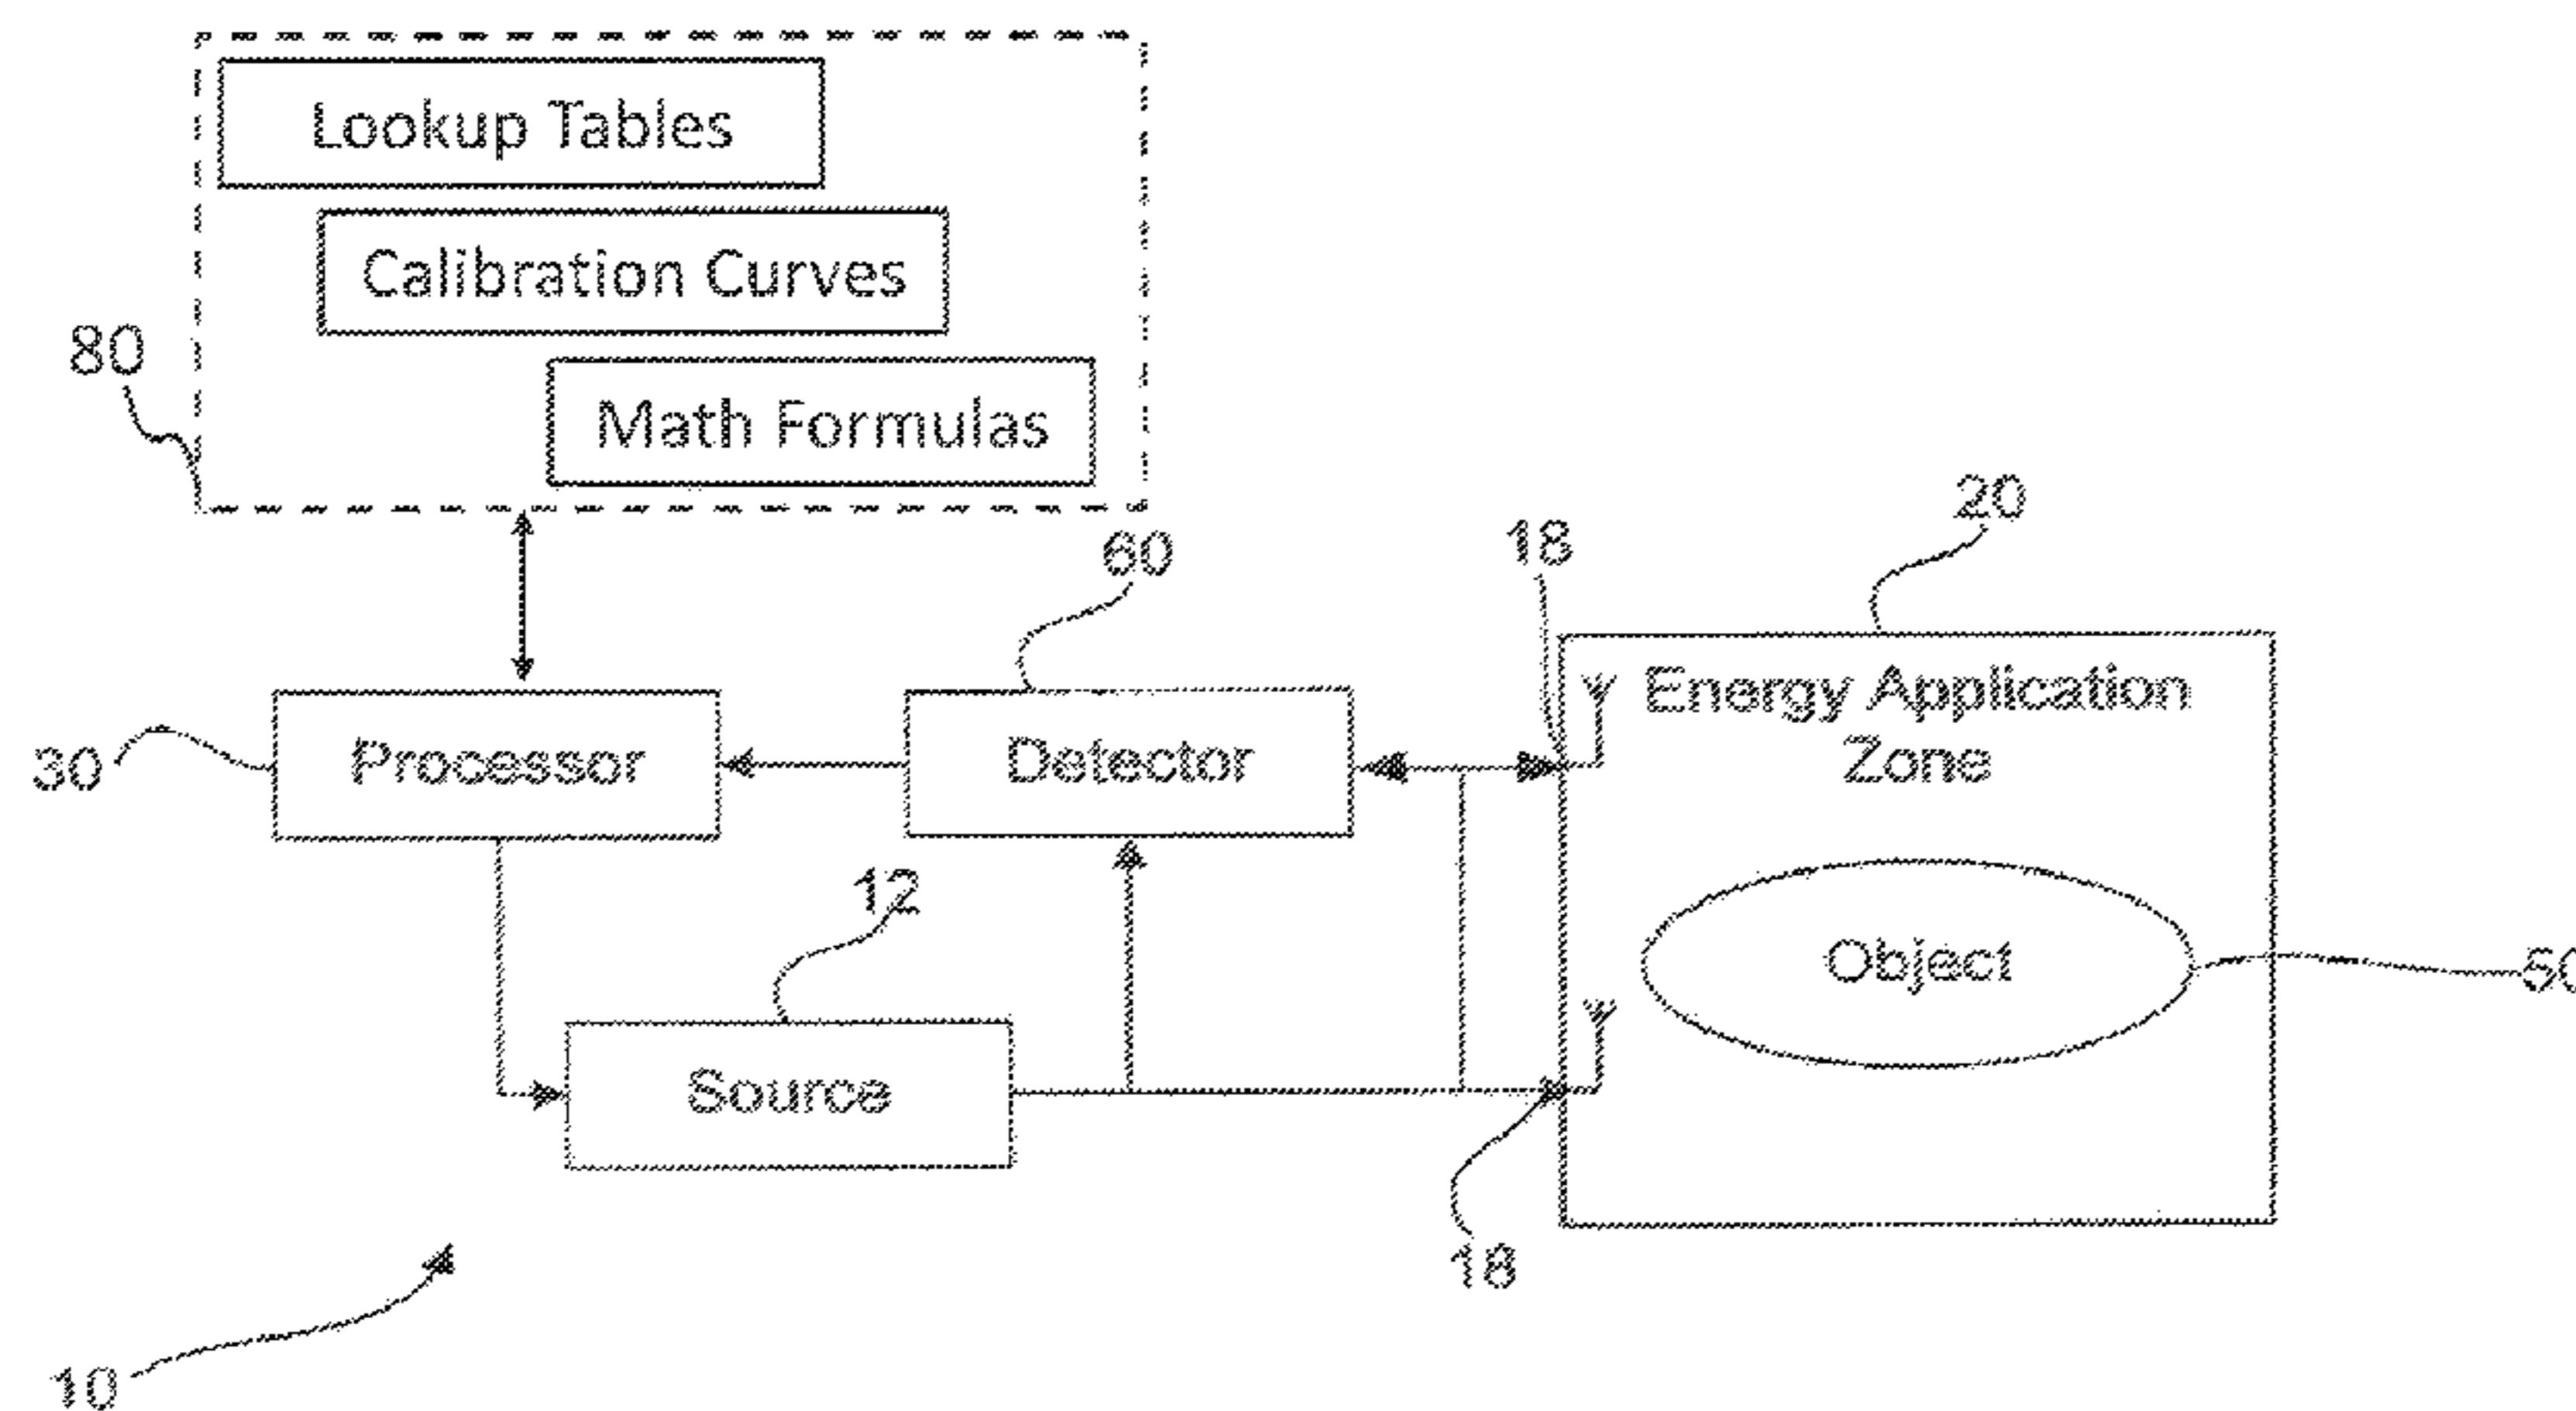 Lookup Tables
Calibration Curves
80
Math Formulas
20
18
60
Energy Application
Zone
30
Processor
Detector
12
Object
50
Source
18
10